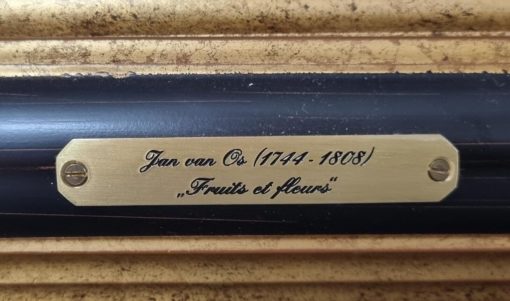 Jan van Os (1744 - 1808)
„Fruits et fleurs“